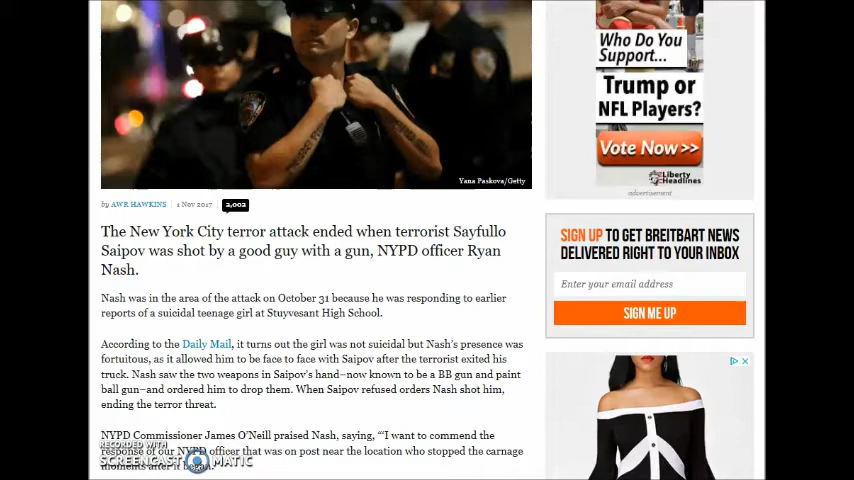 Who Do You
Support...
Trump or
NFL Players?
Vote Now >>
Liberty
Headlines
advertisement
Yana Paskova/Getty
by AWR HAWKINS | 1 Nov 2017 2,002
The New York City terror attack ended when terrorist Sayfullo
Saipov was shot by a good guy with a gun, NYPD officer Ryan
Nash.
Nash was in the area of the attack on October 31 because he was responding to earlier
reports of a suicidal teenage girl at Stuyvesant High School.
According to the Daily Mail, it turns out the girl was not suicidal but Nash's presence was
fortuitous, as it allowed him to be face to face with Saipov after the terrorist exited his
truck. Nash saw the two weapons in Saipov's hand—now known to be a BB gun and paint
ball gun—and ordered him to drop them. When Saipov refused orders Nash shot him,
ending the terror threat.
NYPD Commissioner James O'Neill praised Nash, saying, "'I want to commend the
response of our NYPD officer that was on post near the location who stopped the carnage
moments after it began."
RECORDED WITH
SCREENCAST MATIC
SIGN UP TO GET BREITBART NEWS
DELIVERED RIGHT TO YOUR INBOX
Enter your email address
SIGN ME UP